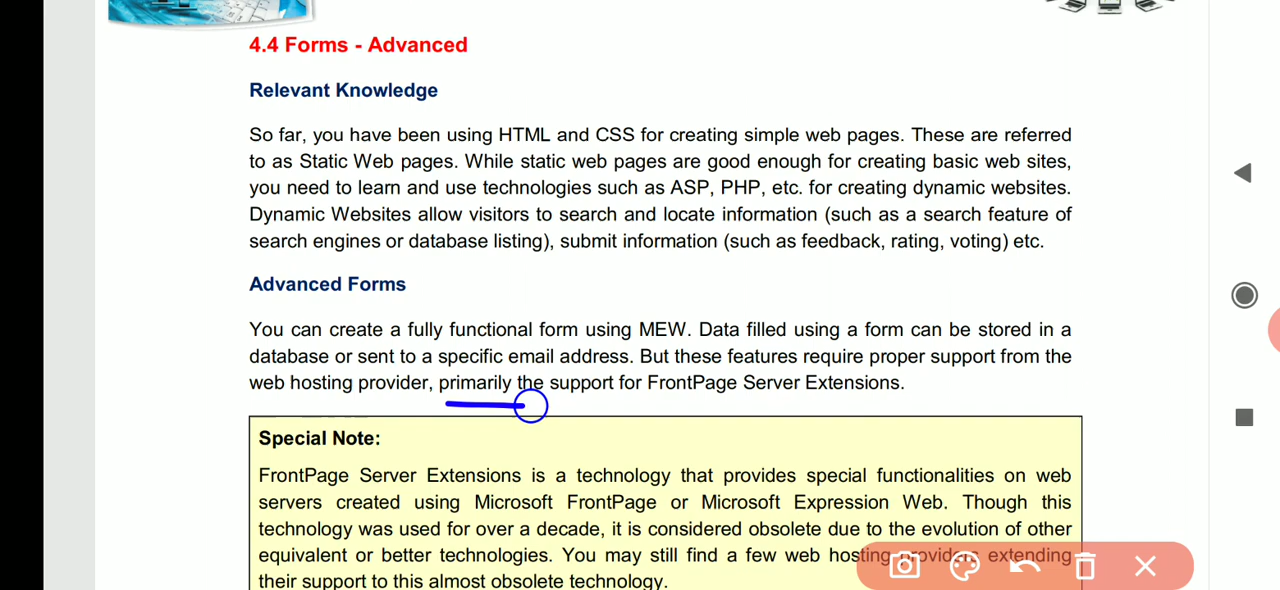 4.4 Forms - Advanced
Relevant Knowledge
So far, you have been using HTML and CSS for creating simple web pages. These are referred
to as Static Web pages. While static web pages are good enough for creating basic web sites,
you need to learn and use technologies such as ASP, PHP, etc. for creating dynamic websites.
Dynamic Websites allow visitors to search and locate information (such as a search feature of
search engines or database listing), submit information (such as feedback, rating, voting) etc.
Advanced Forms
You can create a fully functional form using MEW. Data filled using a form can be stored in a
database or sent to a specific email address. But these features require proper support from the
web hosting provider, primarily the support for FrontPage Server Extensions.
Special Note:
FrontPage Server Extensions is a technology that provides special functionalities on web
servers created using Microsoft FrontPage or Microsoft Expression Web. Though this
technology was used for over a decade, it is considered obsolete due to the evolution of other
equivalent or better technologies. You may still find a few web hosting providers extending
their support to this almost obsolete technology.